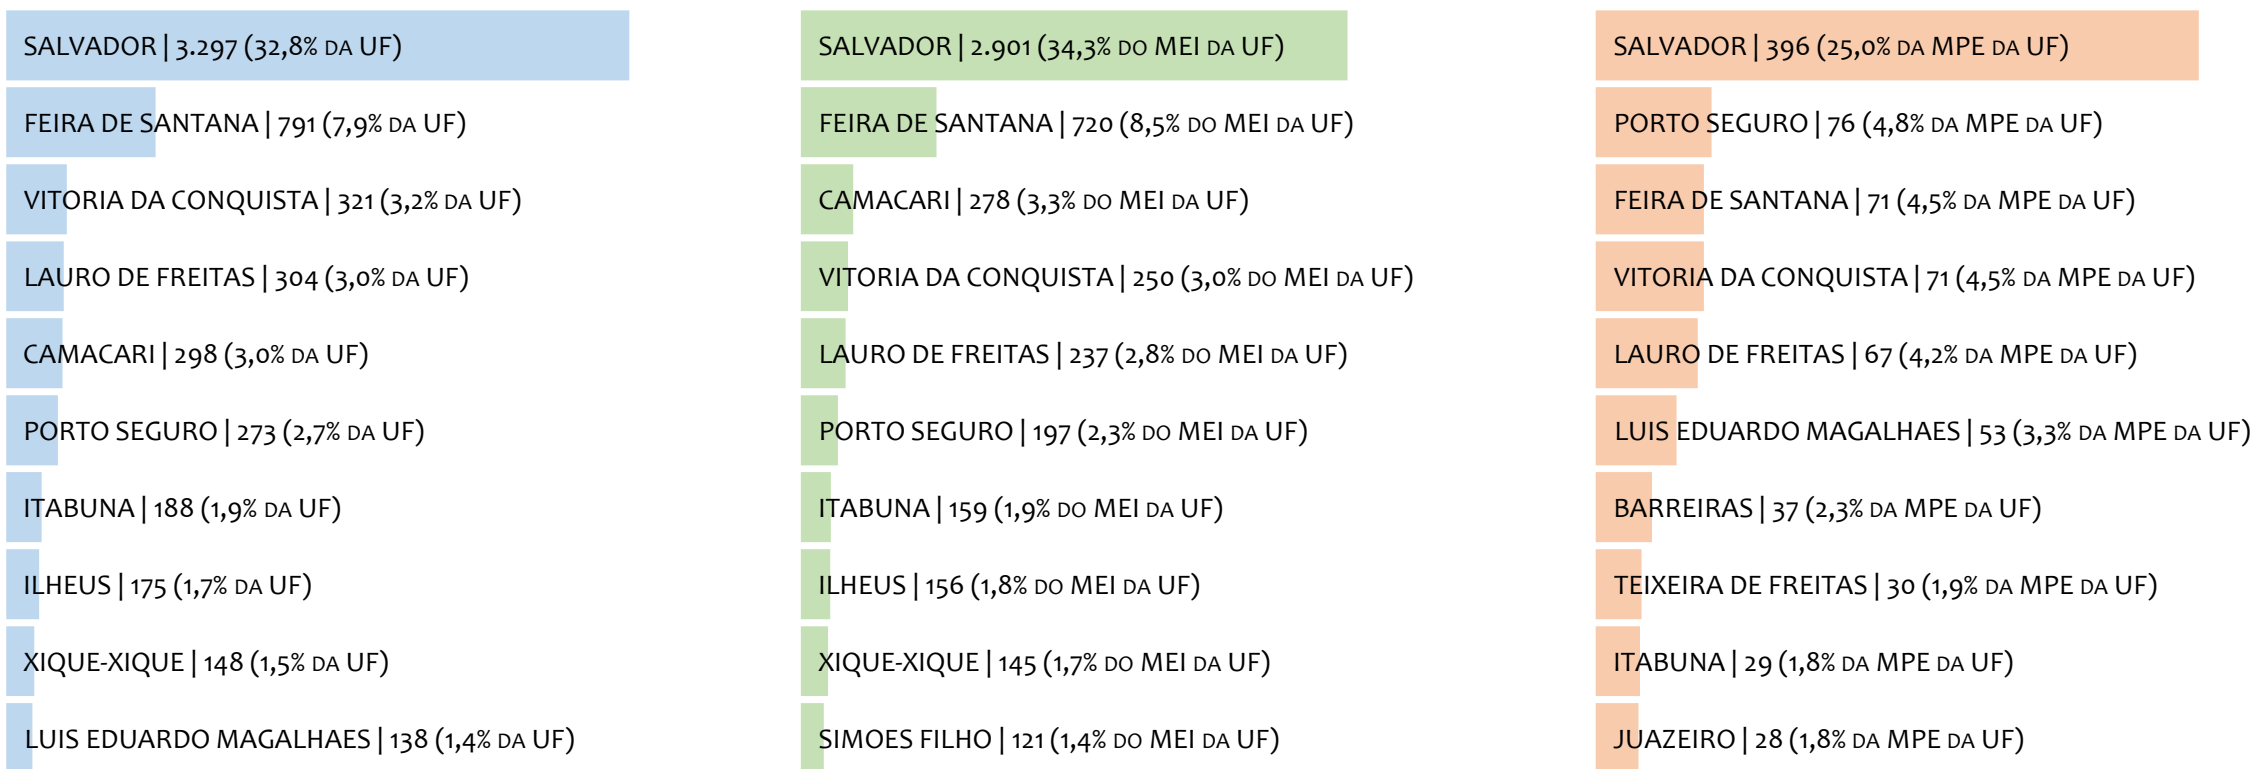 SALVADOR | 3.297 (32,8% DA UF)
FEIRA DE SANTANA | 791 (7,9% DA UF)
VITORIA DA CONQUISTA | 321 (3,2% DA UF)
LAURO DE FREITAS | 304 (3,0% DA UF)
CAMACARI | 298 (3,0% DA UF)
PORTO SEGURO | 273 (2,7% DA UF)
ITABUNA | 188 (1,9% DA UF)
ILHEUS | 175 (1,7% DA UF)
XIQUE-XIQUE | 148 (1,5% DA UF)
LUIS EDUARDO MAGALHAES | 138 (1,4% DA UF)
SALVADOR | 2.901 (34,3% DO MEI DA UF)
FEIRA DE SANTANA | 720 (8,5% DO MEI DA UF)
CAMACARI | 278 (3,3% DO MEI DA UF)
VITORIA DA CONQUISTA | 250 (3,0% DO MEI DA UF)
LAURO DE FREITAS | 237 (2,8% DO MEI DA UF)
PORTO SEGURO | 197 (2,3% DO MEI DA UF)
ITABUNA | 159 (1,9% DO MEI DA UF)
ILHEUS | 156 (1,8% DO MEI DA UF)
XIQUE-XIQUE | 145 (1,7% DO MEI DA UF)
SIMOES FILHO | 121 (1,4% DO MEI DA UF)
SALVADOR | 396 (25,0% DA MPE DA UF)
PORTO SEGURO | 76 (4,8% DA MPE DA UF)
FEIRA DE SANTANA | 71 (4,5% DA MPE DA UF)
VITORIA DA CONQUISTA | 71 (4,5% DA MPE DA UF)
LAURO DE FREITAS | 67 (4,2% DA MPE DA UF)
LUIS EDUARDO MAGALHAES | 53 (3,3% DA MPE DA UF)
BARREIRAS | 37 (2,3% DA MPE DA UF)
TEIXEIRA DE FREITAS | 30 (1,9% DA MPE DA UF)
ITABUNA | 29 (1,8% DA MPE DA UF)
JUAZEIRO | 28 (1,8% DA MPE DA UF)